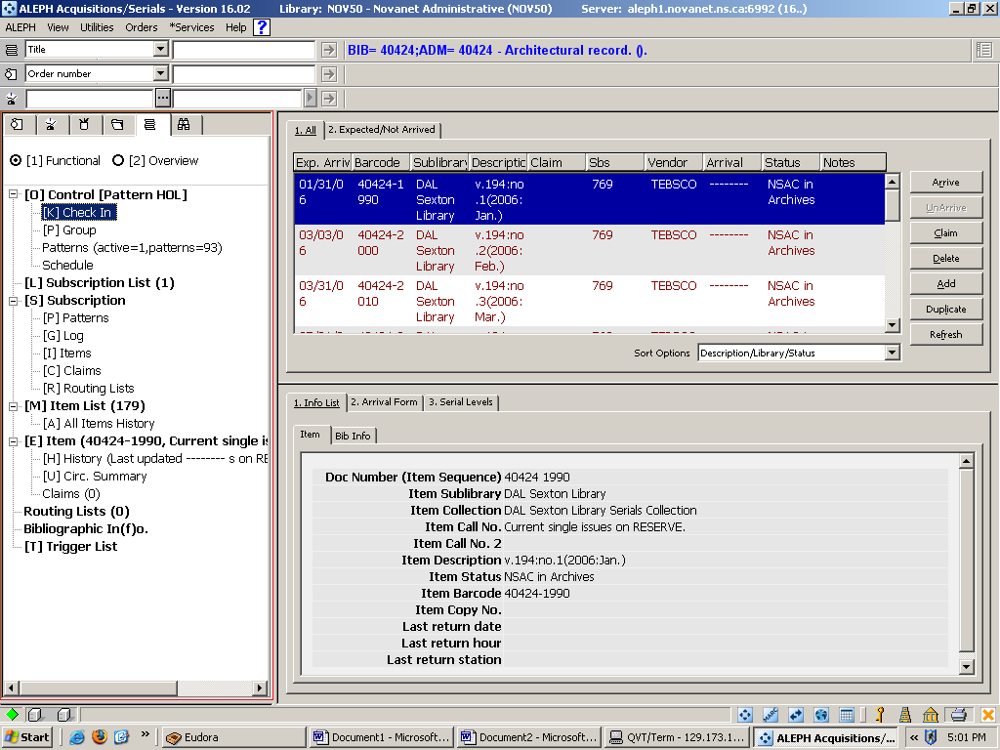 ALEPH Acquisitions/Serials - Version 16.02 Library: NOV50 - Novanet Administrative (NOV50) Server: aleph1.novanet.ns.ca:6992 (16..)
ALEPH View Utilities Orders *Services Help ?
Title BIB= 40424;ADM= 40424 - Architectural record. ().
Order number
...
[1] Functional [2] Overview
[O] Control [Pattern HOL]
[K] Check In
[P] Group
Patterns (active=1,patterns=93)
Schedule
[L] Subscription List (1)
[S] Subscription
[P] Patterns
[G] Log
[I] Items
[C] Claims
[R] Routing Lists
[M] Item List (179)
[A] All Items History
[E] Item (40424-1990, Current single is
[H] History (Last updated -------- s on RE
[U] Circ. Summary
Claims (0)
Routing Lists (0)
Bibliographic In(f)o.
[T] Trigger List
1. All 2. Expected/Not Arrived
Exp. Arriv Barcode Sublibrary Descriptic Claim Sbs Vendor Arrival Status Notes
01/31/0 40424-1 DAL v.194:no 769 TEBSCO -------- NSAC in
6 990 Sexton .1(2006: Archives
Library Jan.)
03/03/0 40424-2 DAL v.194:no 769 TEBSCO -------- NSAC in
6 000 Sexton .2(2006: Archives
Library Feb.)
03/31/0 40424-2 DAL v.194:no 769 TEBSCO -------- NSAC in
6 010 Sexton .3(2006: Archives
Library Mar.)
Arrive
UnArrive
Claim
Delete
Add
Duplicate
Refresh
Sort Options Description/Library/Status
1. Info List 2. Arrival Form 3. Serial Levels
Item Bib Info
Doc Number (Item Sequence) 40424 1990
Item Sublibrary DAL Sexton Library
Item Collection DAL Sexton Library Serials Collection
Item Call No. Current single issues on RESERVE.
Item Call No. 2
Item Description v.194:no.1(2006:Jan.)
Item Status NSAC in Archives
Item Barcode 40424-1990
Item Copy No.
Last return date
Last return hour
Last return station
Start Eudora Document1 - Microsoft... Document2 - Microsoft... QVT/Term - 129.173.1... ALEPH Acquisitions/... 5:01 PM